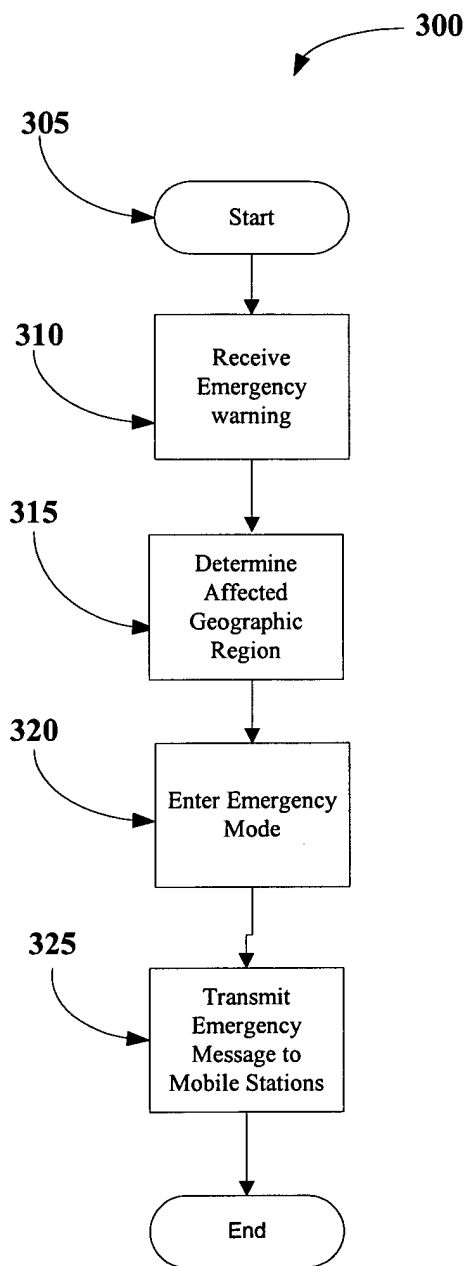 300
305
Start
310
Receive
Emergency
warning
315
Determine
Affected
Geographic
Region
320
Enter Emergency
Mode
325
Transmit
Emergency
Message to
Mobile Stations
End